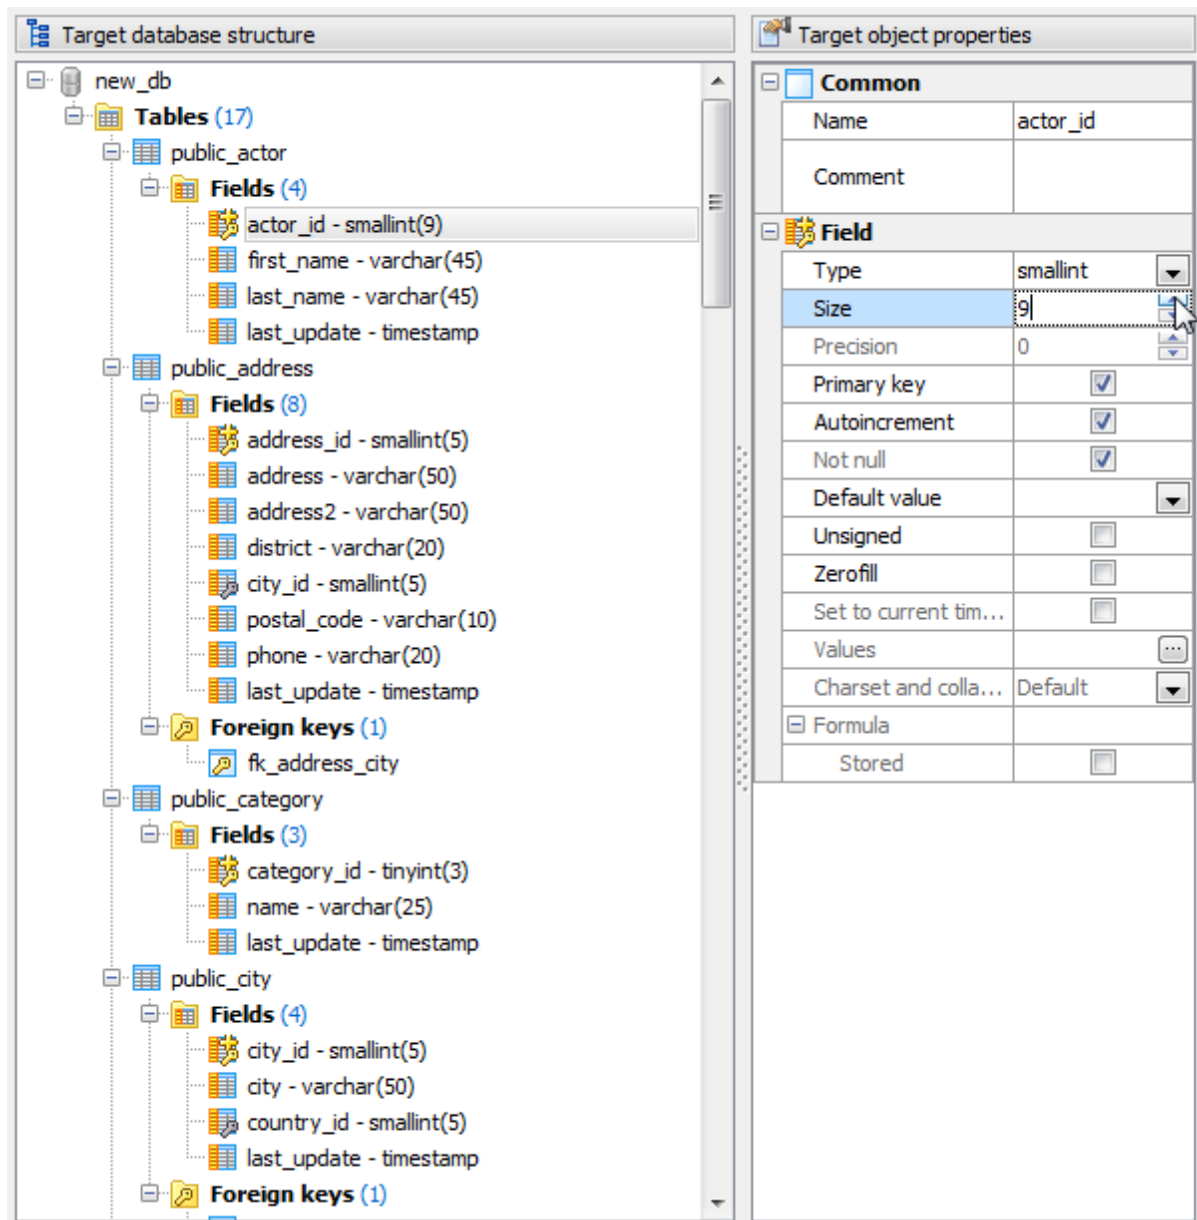 Target database structure
new_db
Tables (17)
public_actor
Fields (4)
actor_id - smallint(9)
first_name - varchar(45)
last_name - varchar(45)
last_update - timestamp
public_address
Fields (8)
address_id - smallint(5)
address - varchar(50)
address2 - varchar(50)
district - varchar(20)
city_id - smallint(5)
postal_code - varchar(10)
phone - varchar(20)
last_update - timestamp
Foreign keys (1)
fk_address_city
public_category
Fields (3)
category_id - tinyint(3)
name - varchar(25)
last_update - timestamp
public_city
Fields (4)
city_id - smallint(5)
city - varchar(50)
country_id - smallint(5)
last_update - timestamp
Foreign keys (1)
Target object properties
Common
Name actor_id
Comment
Field
Type smallint
Size 9
Precision 0
Primary key
Autoincrement
Not null
Default value
Unsigned
Zerofill
Set to current tim...
Values ...
Charset and colla... Default
Formula
Stored